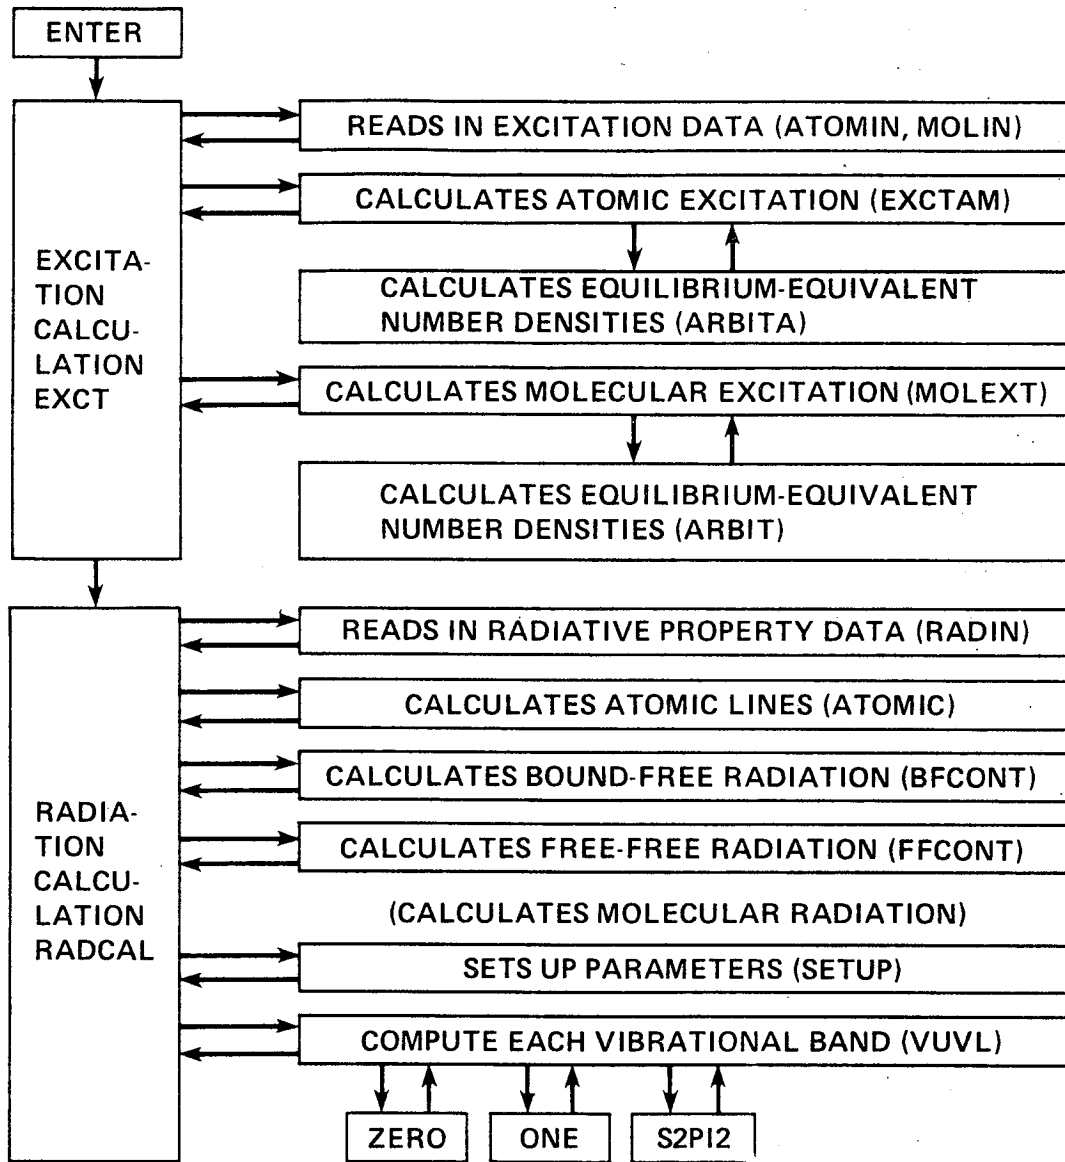 ENTER
EXCITA-
TION
CALCU-
LATION
EXCT
READS IN EXCITATION DATA (ATOMIN, MOLIN)
CALCULATES ATOMIC EXCITATION (EXCTAM)
CALCULATES EQUILIBRIUM-EQUIVALENT
NUMBER DENSITIES (ARBITA)
CALCULATES MOLECULAR EXCITATION (MOLEXT)
CALCULATES EQUILIBRIUM-EQUIVALENT
NUMBER DENSITIES (ARBIT)
RADIA-
TION
CALCU-
LATION
RADCAL
READS IN RADIATIVE PROPERTY DATA (RADIN)
CALCULATES ATOMIC LINES (ATOMIC)
CALCULATES BOUND-FREE RADIATION (BFCONT)
CALCULATES FREE-FREE RADIATION (FFCONT)
(CALCULATES MOLECULAR RADIATION)
SETS UP PARAMETERS (SETUP)
COMPUTE EACH VIBRATIONAL BAND (VUVL)
ZERO
ONE
S2PI2